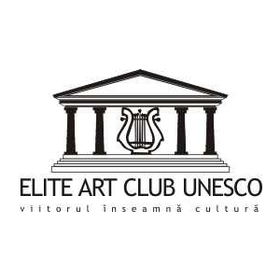 ELITE ART CLUB UNESCO
viitorul înseamnă cultură